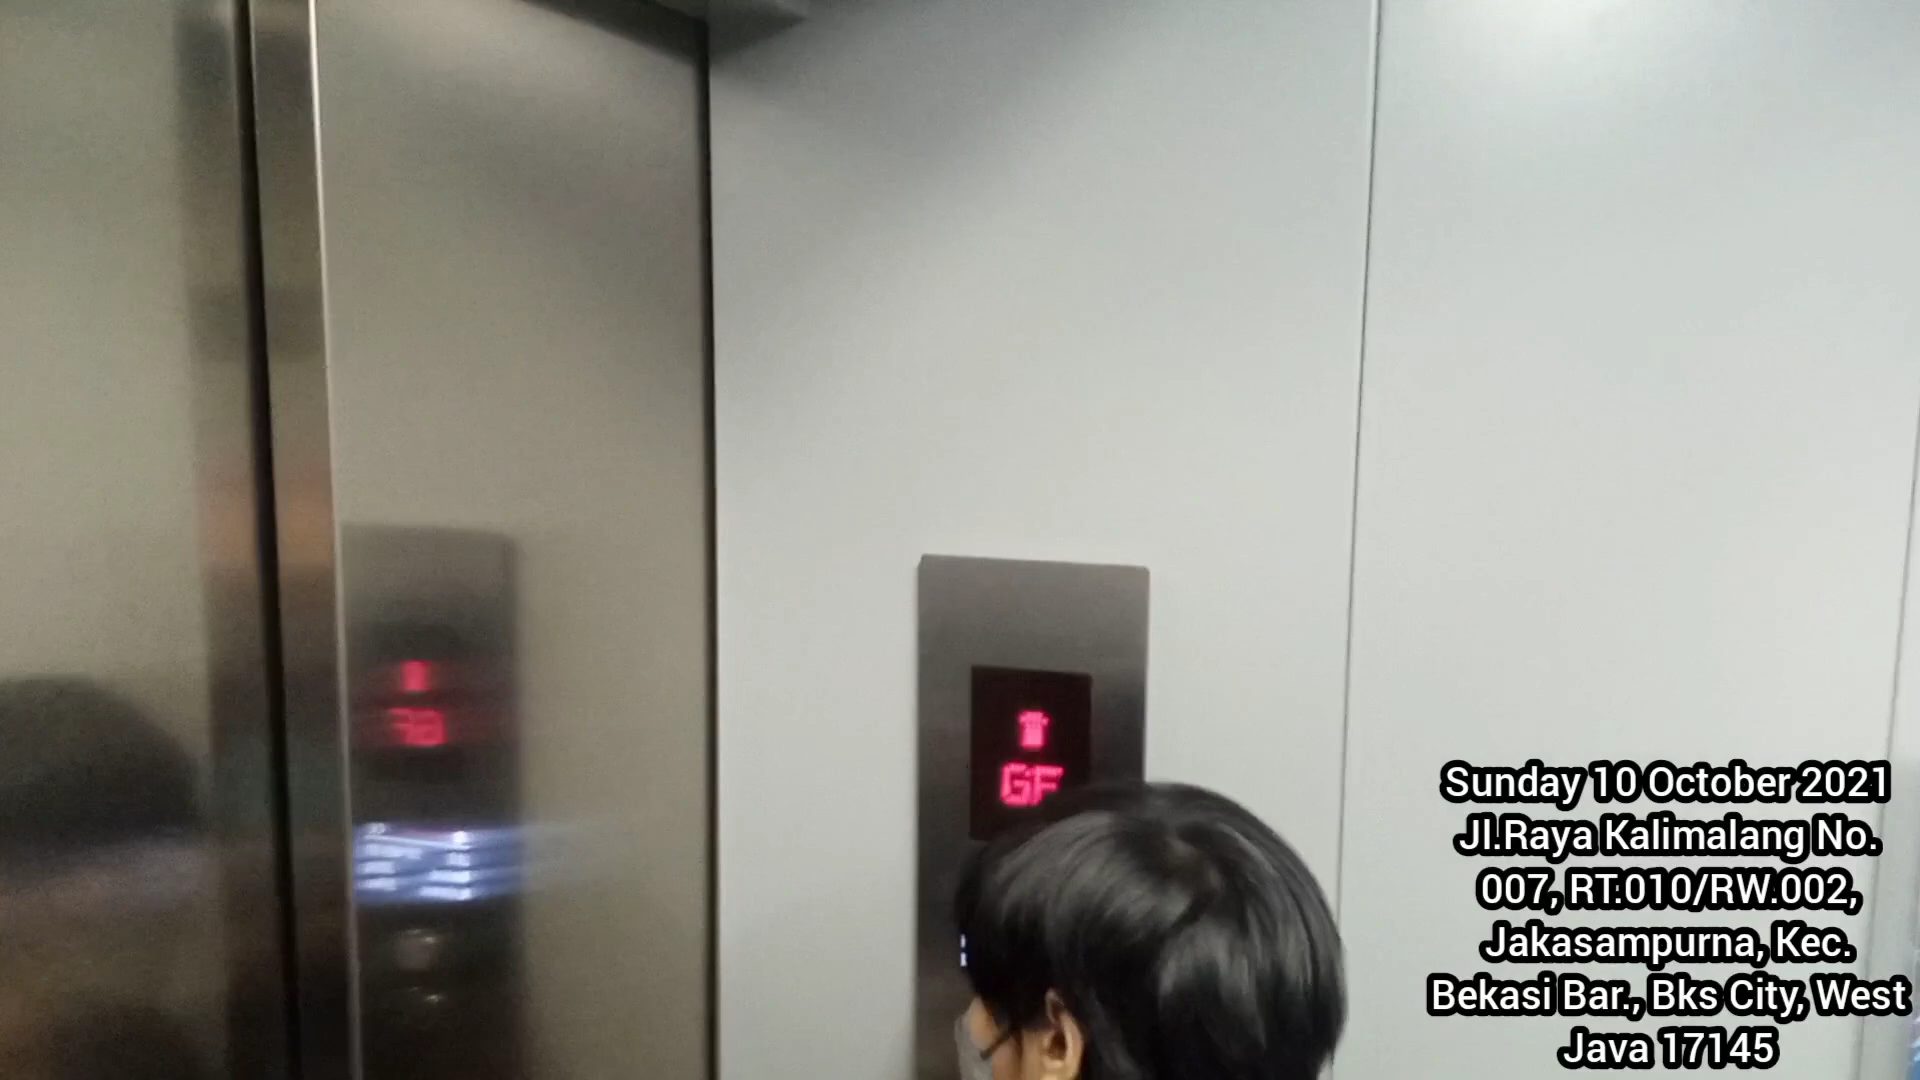 GF
Sunday 10 October 2021
Jl.Raya Kalimalang No.
007, RT.010/RW.002,
Jakasampurna, Kec.
Bekasi Bar., Bks City, West
Java 17145